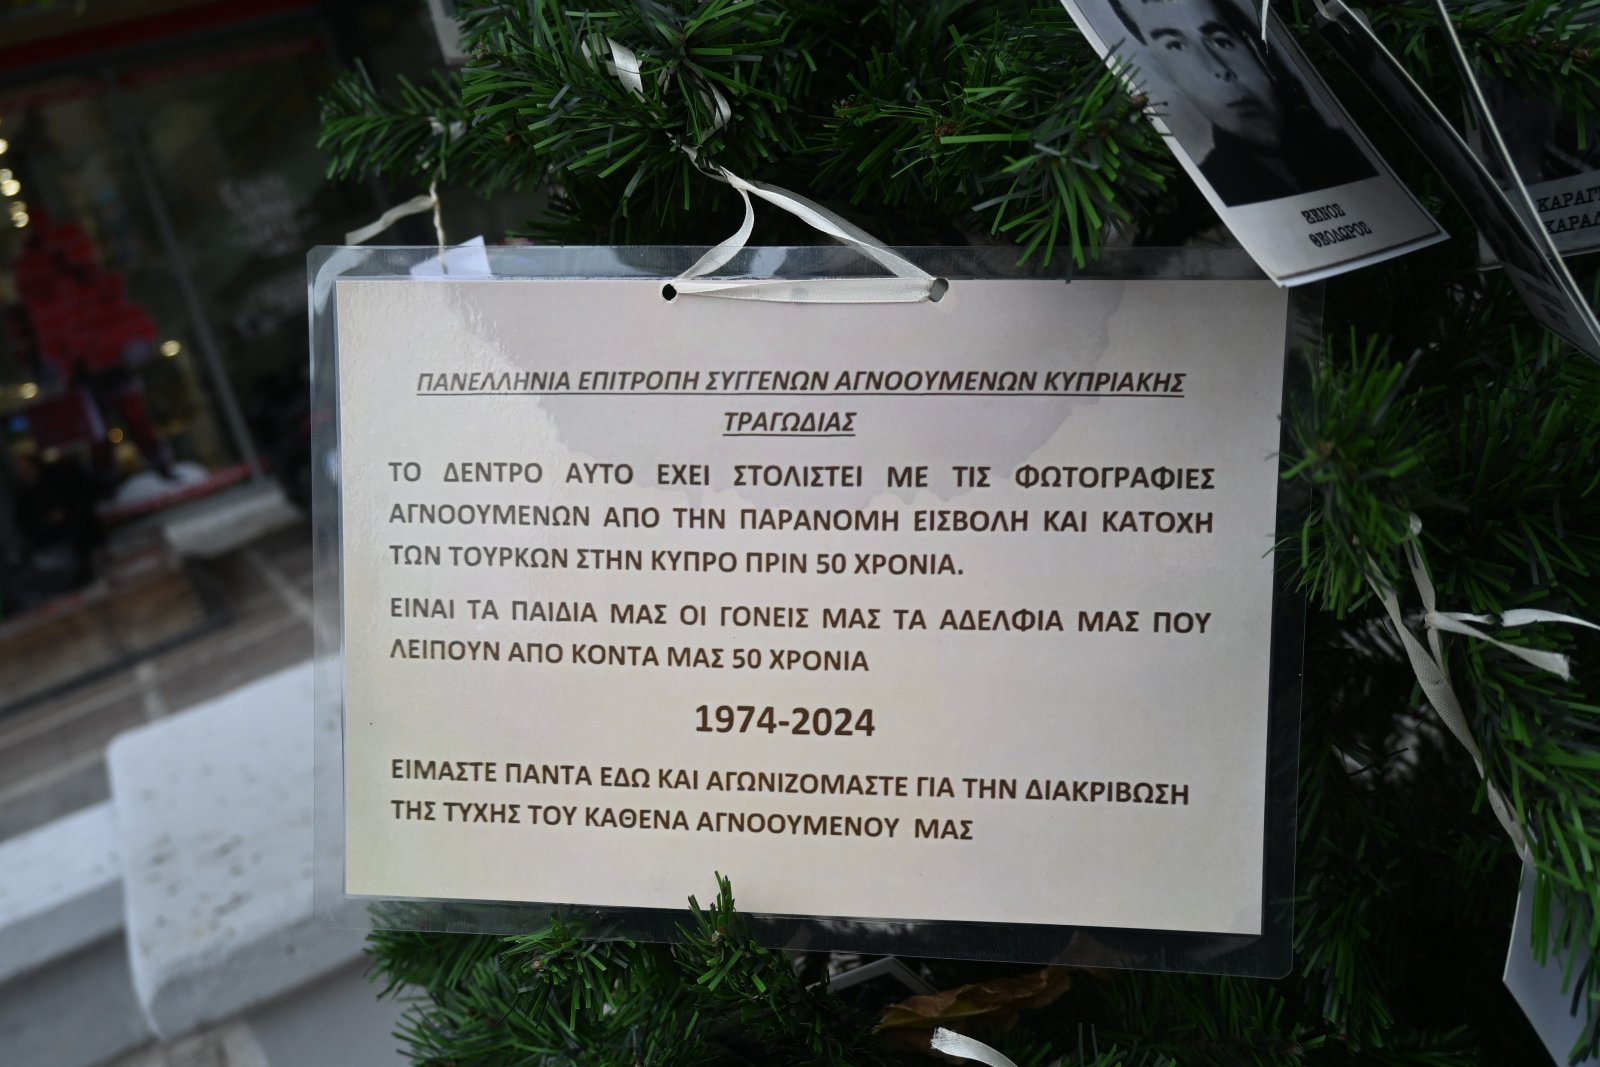 ΞΕΝΟΣ
ΘΕΟΔΩΡΟΣ
ΠΑΝΕΛΛΗΝΙΑ ΕΠΙΤΡΟΠΗ ΣΥΓΓΕΝΩΝ ΑΓΝΟΟΥΜΕΝΩΝ ΚΥΠΡΙΑΚΗΣ
ΤΡΑΓΩΔΙΑΣ
ΤΟ ΔΕΝΤΡΟ ΑΥΤΟ ΕΧΕΙ ΣΤΟΛΙΣΤΕΙ ΜΕ ΤΙΣ ΦΩΤΟΓΡΑΦΙΕΣ
ΑΓΝΟΟΥΜΕΝΩΝ ΑΠΟ ΤΗΝ ΠΑΡΑΝΟΜΗ ΕΙΣΒΟΛΗ ΚΑΙ ΚΑΤΟΧΗ
ΤΩΝ ΤΟΥΡΚΩΝ ΣΤΗΝ ΚΥΠΡΟ ΠΡΙΝ 50 ΧΡΟΝΙΑ.
ΕΙΝΑΙ ΤΑ ΠΑΙΔΙΑ ΜΑΣ ΟΙ ΓΟΝΕΙΣ ΜΑΣ ΤΑ ΑΔΕΛΦΙΑ ΜΑΣ ΠΟΥ
ΛΕΙΠΟΥΝ ΑΠΟ ΚΟΝΤΑ ΜΑΣ 50 ΧΡΟΝΙΑ
1974-2024
ΕΙΜΑΣΤΕ ΠΑΝΤΑ ΕΔΩ ΚΑΙ ΑΓΩΝΙΖΟΜΑΣΤΕ ΓΙΑ ΤΗΝ ΔΙΑΚΡΙΒΩΣΗ
ΤΗΣ ΤΥΧΗΣ ΤΟΥ ΚΑΘΕΝΑ ΑΓΝΟΟΥΜΕΝΟΥ ΜΑΣ